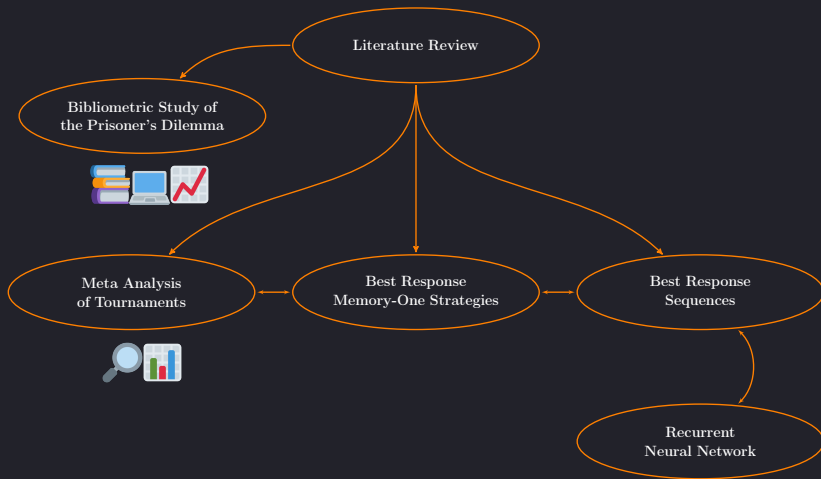 Literature Review
Bibliometric Study of
the Prisoner's Dilemma
Meta Analysis
of Tournaments
Best Response
Memory-One Strategies
Best Response
Sequences
Recurrent
Neural Network